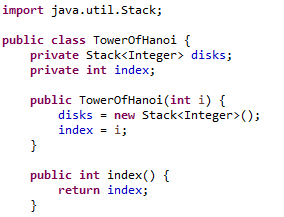 import java.util.Stack;
public class TowerOfHanoi {
    private Stack<Integer> disks;
    private int index;
    public TowerOfHanoi(int i) {
        disks = new Stack<Integer>();
        index = i;
    }
    public int index() {
        return index;
    }